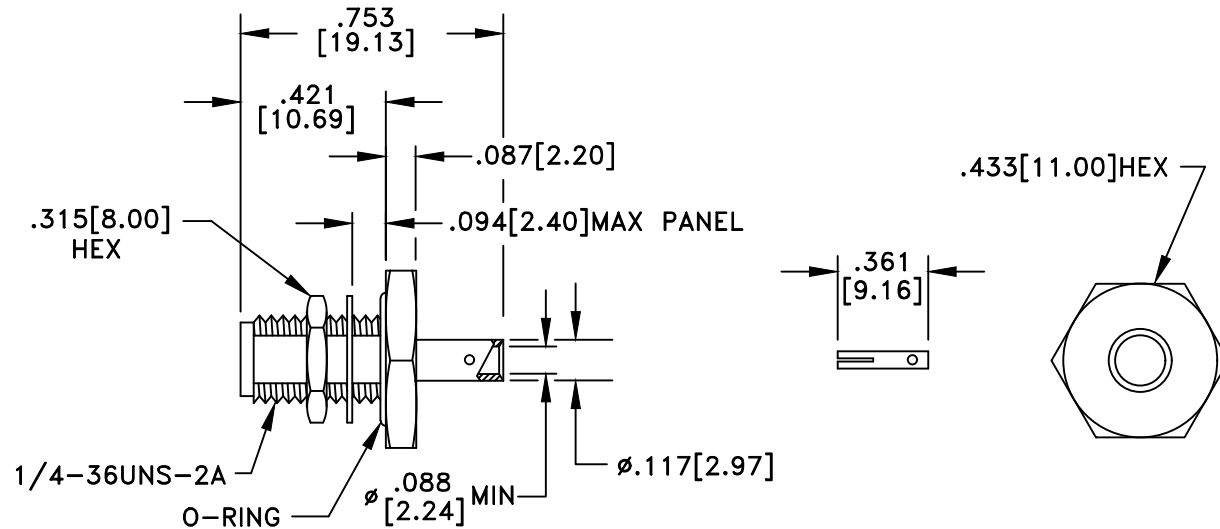 .753
[19.13]
.421
[10.69]
.087[2.20]
.433[11.00]HEX
.315[8.00]
HEX
.094[2.40]MAX PANEL
.361
[9.16]
1/4-36UNS-2A
O-RING
ø .088 MIN
[2.24]
ø.117[2.97]